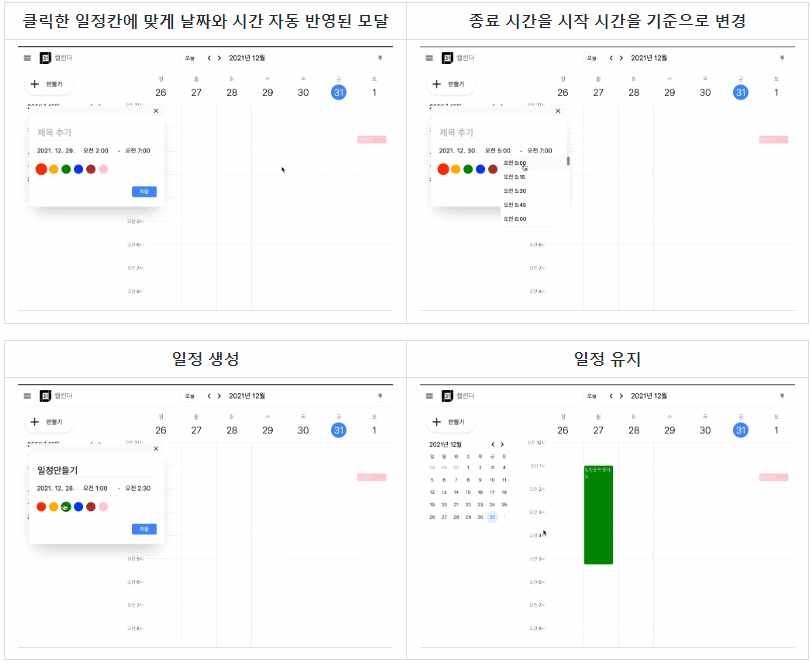 클릭한 일정칸에 맞게 날짜와 시간 자동 반영된 모달
종료 시간을 시작 시간을 기준으로 변경
캘린더
오늘 < > 2021년 12월
+ 만들기
일 월 화 수 목 금 토
26 27 28 29 30 31 1
제목 추가
2021. 12. 29. 오전 2:00 - 오전 7:00
저장
캘린더
오늘 < > 2021년 12월
+ 만들기
일 월 화 수 목 금 토
26 27 28 29 30 31 1
제목 추가
2021. 12. 30. 오전 5:00 - 오전 7:00
오전 5:00
오전 5:15
오전 5:30
오전 5:45
오전 6:00
일정 생성
일정 유지
캘린더
오늘 < > 2021년 12월
+ 만들기
일 월 화 수 목 금 토
26 27 28 29 30 31 1
일정만들기
2021. 12. 28. 오전 1:00 - 오전 2:30
저장
캘린더
오늘 < > 2021년 12월
+ 만들기
일 월 화 수 목 금 토
26 27 28 29 30 31 1
2021년 12월 < >
일 월 화 수 목 금 토
28 29 30 1 2 3 4
5 6 7 8 9 10 11
12 13 14 15 16 17 18
19 20 21 22 23 24 25
26 27 28 29 30 31 1